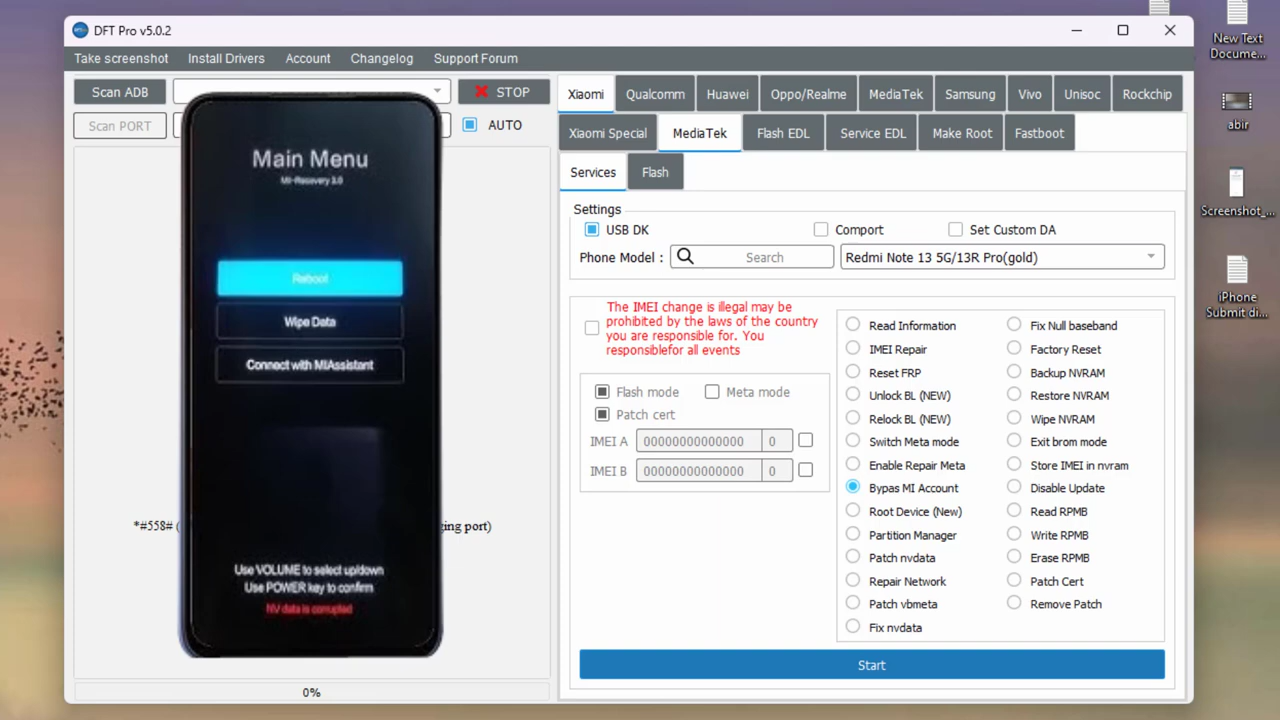 DFT Pro v5.0.2
New Text
Docume...
Take screenshot Install Drivers Account Changelog Support Forum
Scan ADB STOP
Scan PORT AUTO
Main Menu
MI-Recovery 3.0
Reboot
Wipe Data
Connect with MIAssistant
*#558# (
ing port)
Use VOLUME to select up/down
Use POWER key to confirm
NV data is corrupted
0%
Xiaomi Qualcomm Huawei Oppo/Realme MediaTek Samsung Vivo Unisoc Rockchip
Xiaomi Special MediaTek Flash EDL Service EDL Make Root Fastboot
Services Flash
Settings
USB DK Comport Set Custom DA
Phone Model : Search Redmi Note 13 5G/13R Pro(gold)
The IMEI change is illegal may be
prohibited by the laws of the country
you are responsible for. You
responsiblefor all events
Flash mode Meta mode
Patch cert
IMEI A 00000000000000 0
IMEI B 00000000000000 0
Read Information
IMEI Repair
Reset FRP
Unlock BL (NEW)
Relock BL (NEW)
Switch Meta mode
Enable Repair Meta
Bypas MI Account
Root Device (New)
Partition Manager
Patch nvdata
Repair Network
Patch vbmeta
Fix nvdata
Fix Null baseband
Factory Reset
Backup NVRAM
Restore NVRAM
Wipe NVRAM
Exit brom mode
Store IMEI in nvram
Disable Update
Read RPMB
Write RPMB
Erase RPMB
Patch Cert
Remove Patch
Start
abir
Screenshot_...
iPhone
Submit di...